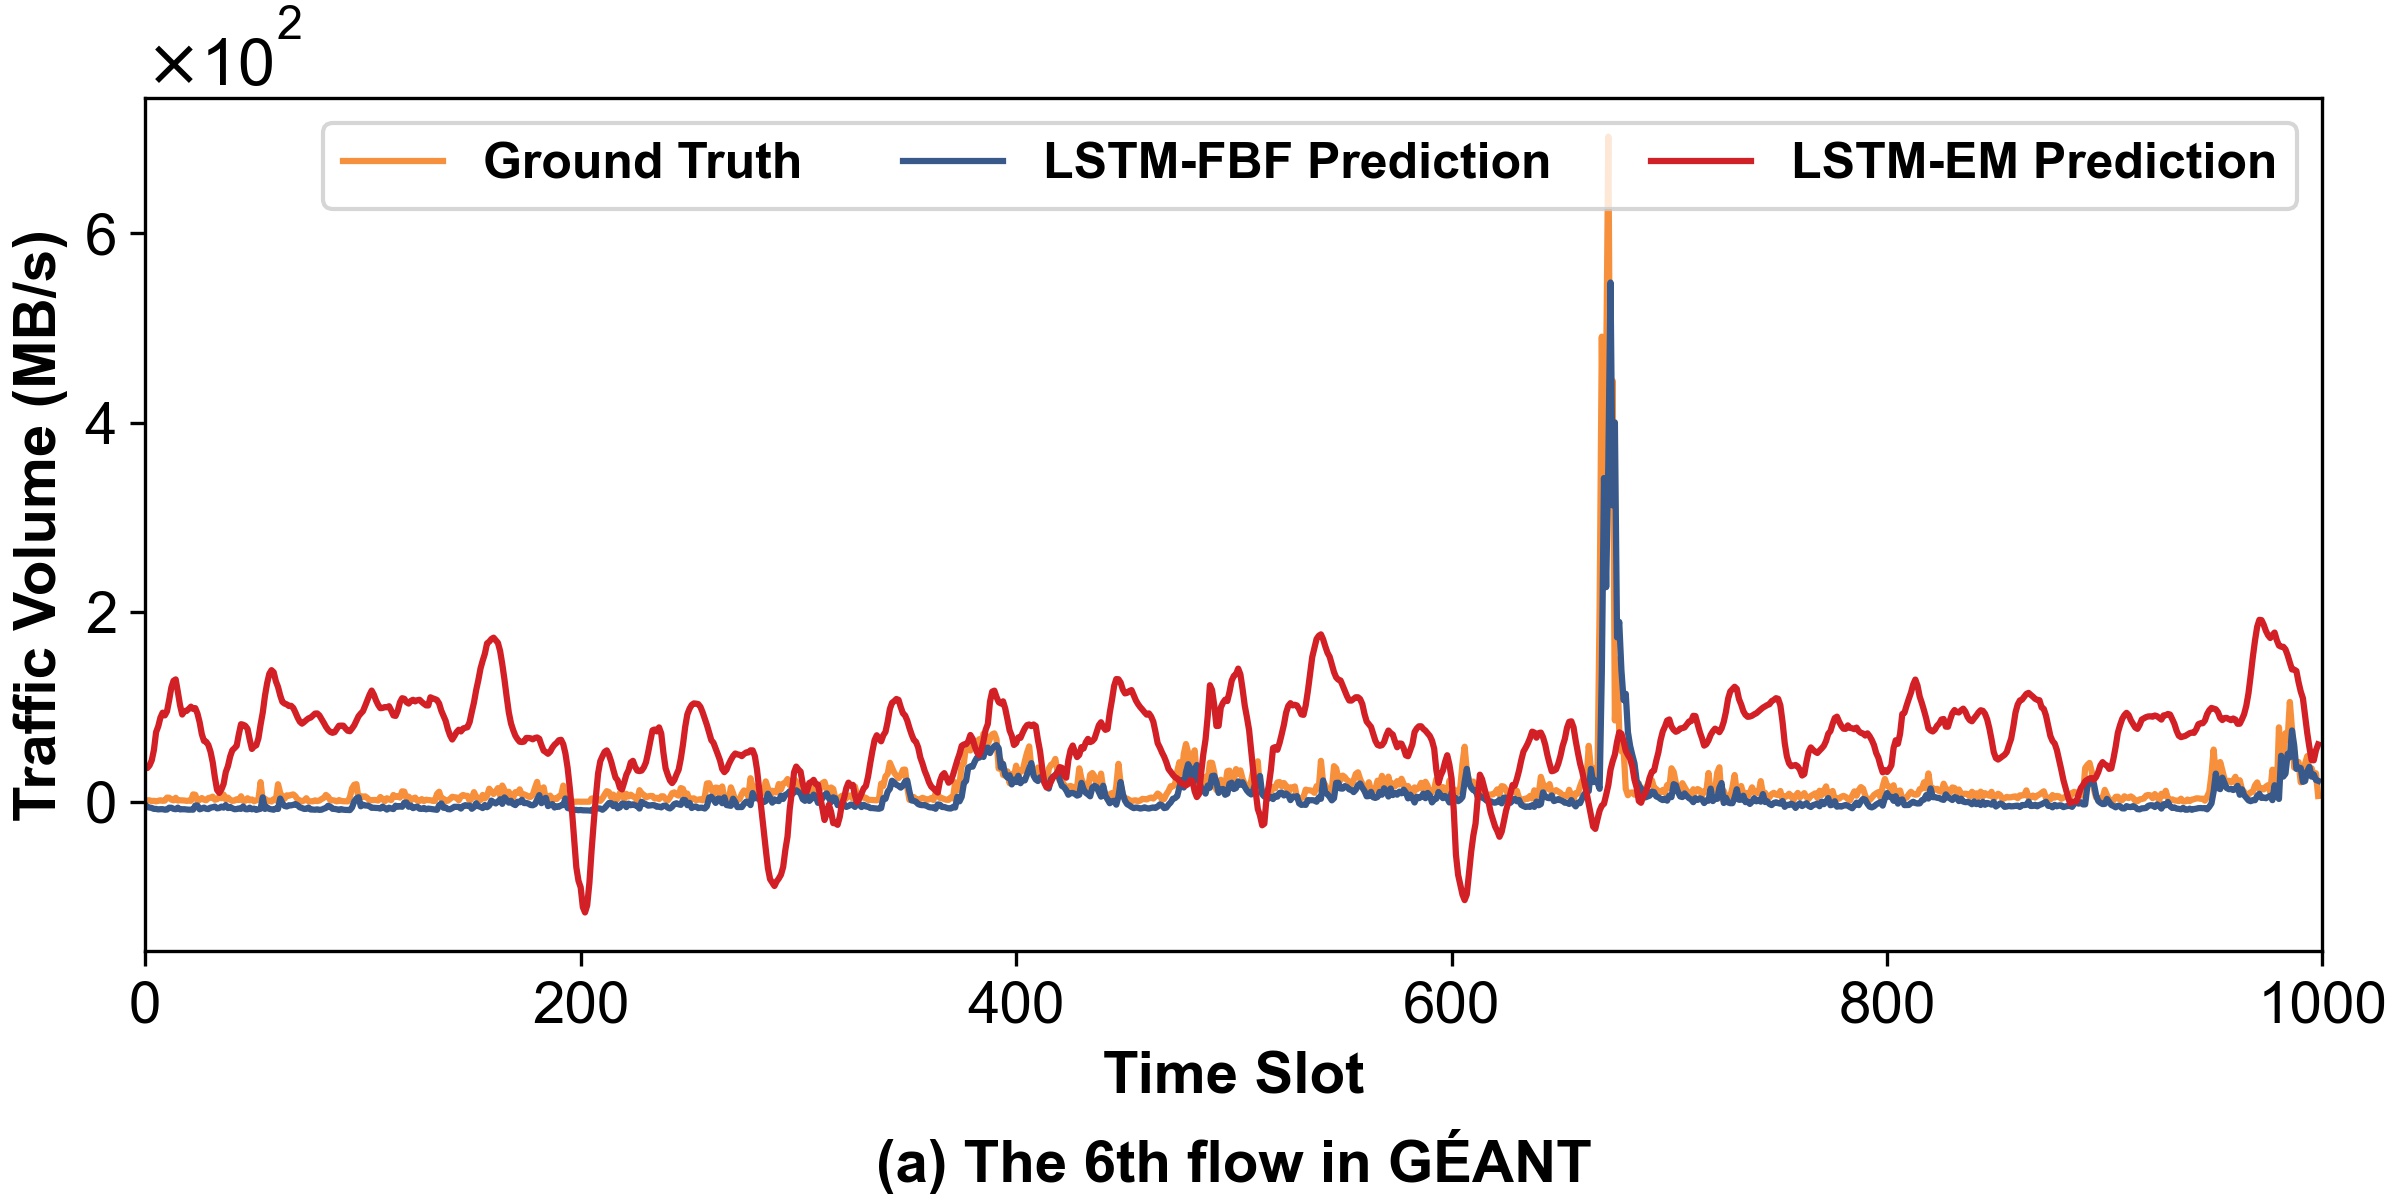 ×10²
Ground Truth LSTM-FBF Prediction LSTM-EM Prediction
Traffic Volume (MB/s)
6
4
2
0
0 200 400 600 800 1000
Time Slot
(a) The 6th flow in GÉANT